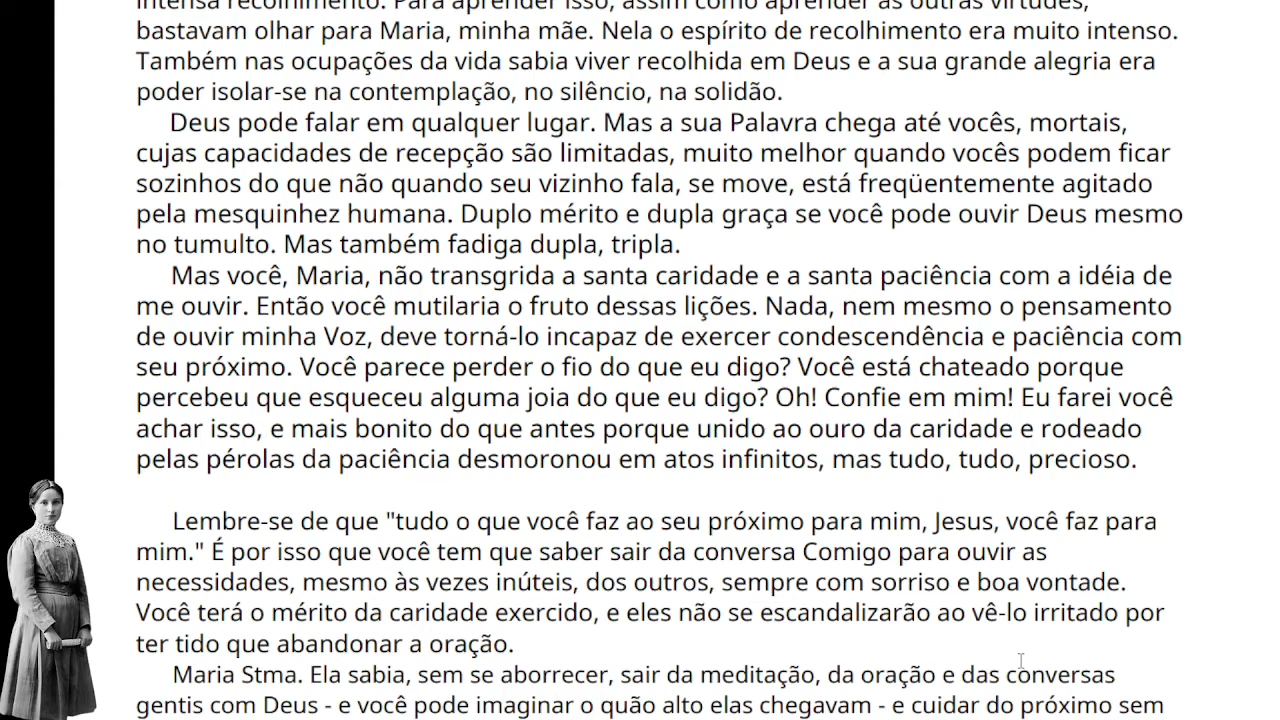 intensa recolhimento. Para aprender isso, assim como aprender as outras virtudes,
bastavam olhar para Maria, minha mãe. Nela o espírito de recolhimento era muito intenso.
Também nas ocupações da vida sabia viver recolhida em Deus e a sua grande alegria era
poder isolar-se na contemplação, no silêncio, na solidão.
Deus pode falar em qualquer lugar. Mas a sua Palavra chega até vocês, mortais,
cujas capacidades de recepção são limitadas, muito melhor quando vocês podem ficar
sozinhos do que não quando seu vizinho fala, se move, está freqüentemente agitado
pela mesquinhez humana. Duplo mérito e dupla graça se você pode ouvir Deus mesmo
no tumulto. Mas também fadiga dupla, tripla.
Mas você, Maria, não transgrida a santa caridade e a santa paciência com a idéia de
me ouvir. Então você mutilaria o fruto dessas lições. Nada, nem mesmo o pensamento
de ouvir minha Voz, deve torná-lo incapaz de exercer condescendência e paciência com
seu próximo. Você parece perder o fio do que eu digo? Você está chateado porque
percebeu que esqueceu alguma joia do que eu digo? Oh! Confie em mim! Eu farei você
achar isso, e mais bonito do que antes porque unido ao ouro da caridade e rodeado
pelas pérolas da paciência desmoronou em atos infinitos, mas tudo, tudo, precioso.
Lembre-se de que "tudo o que você faz ao seu próximo para mim, Jesus, você faz para
mim." É por isso que você tem que saber sair da conversa Comigo para ouvir as
necessidades, mesmo às vezes inúteis, dos outros, sempre com sorriso e boa vontade.
Você terá o mérito da caridade exercido, e eles não se escandalizarão ao vê-lo irritado por
ter tido que abandonar a oração.
Maria Stma. Ela sabia, sem se aborrecer, sair da meditação, da oração e das conversas
gentis com Deus - e você pode imaginar o quão alto elas chegavam - e cuidar do próximo sem